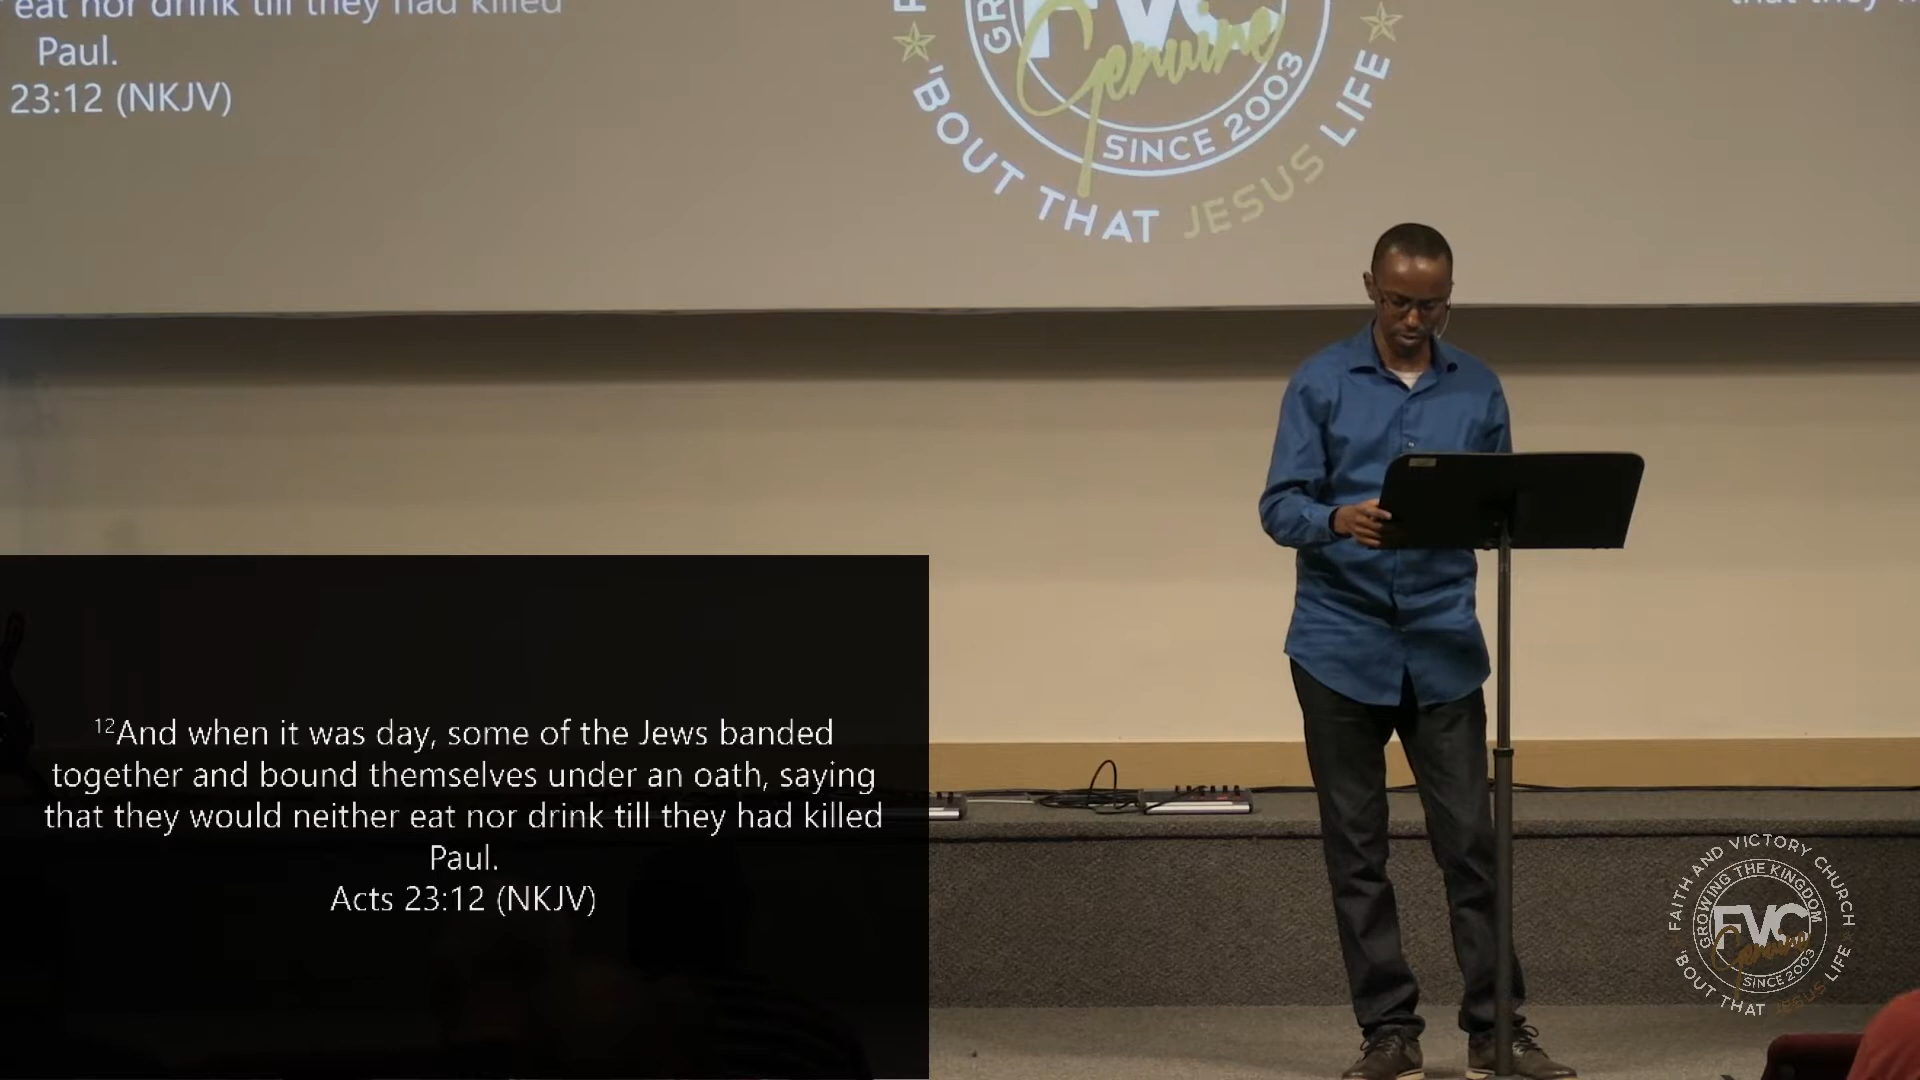 eat nor drink till they had killed
Paul.
23:12 (NKJV)
that they
FVC
Genuine
SINCE 2003
'BOUT THAT JESUS LIFE
¹²And when it was day, some of the Jews banded
together and bound themselves under an oath, saying
that they would neither eat nor drink till they had killed
Paul.
Acts 23:12 (NKJV)
FAITH AND VICTORY CHURCH
GROWING THE KINGDOM
FVC
Genuine
SINCE 2003
'BOUT THAT JESUS LIFE